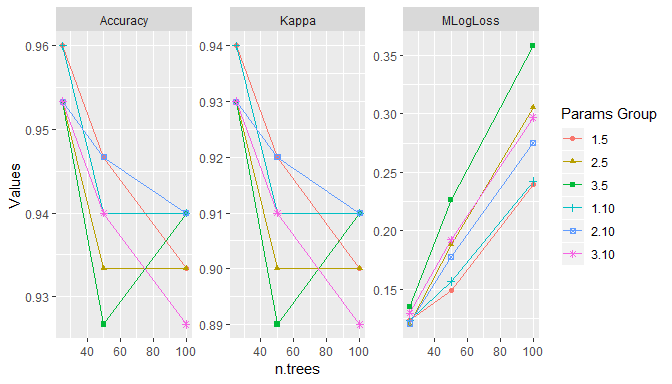 Accuracy
Kappa
MLogLoss
Values
0.96
0.95
0.94
0.93
0.94
0.93
0.92
0.91
0.90
0.89
0.35
0.30
0.25
0.20
0.15
40 60 80 100
40 60 80 100
40 60 80 100
n.trees
Params Group
1.5
2.5
3.5
1.10
2.10
3.10